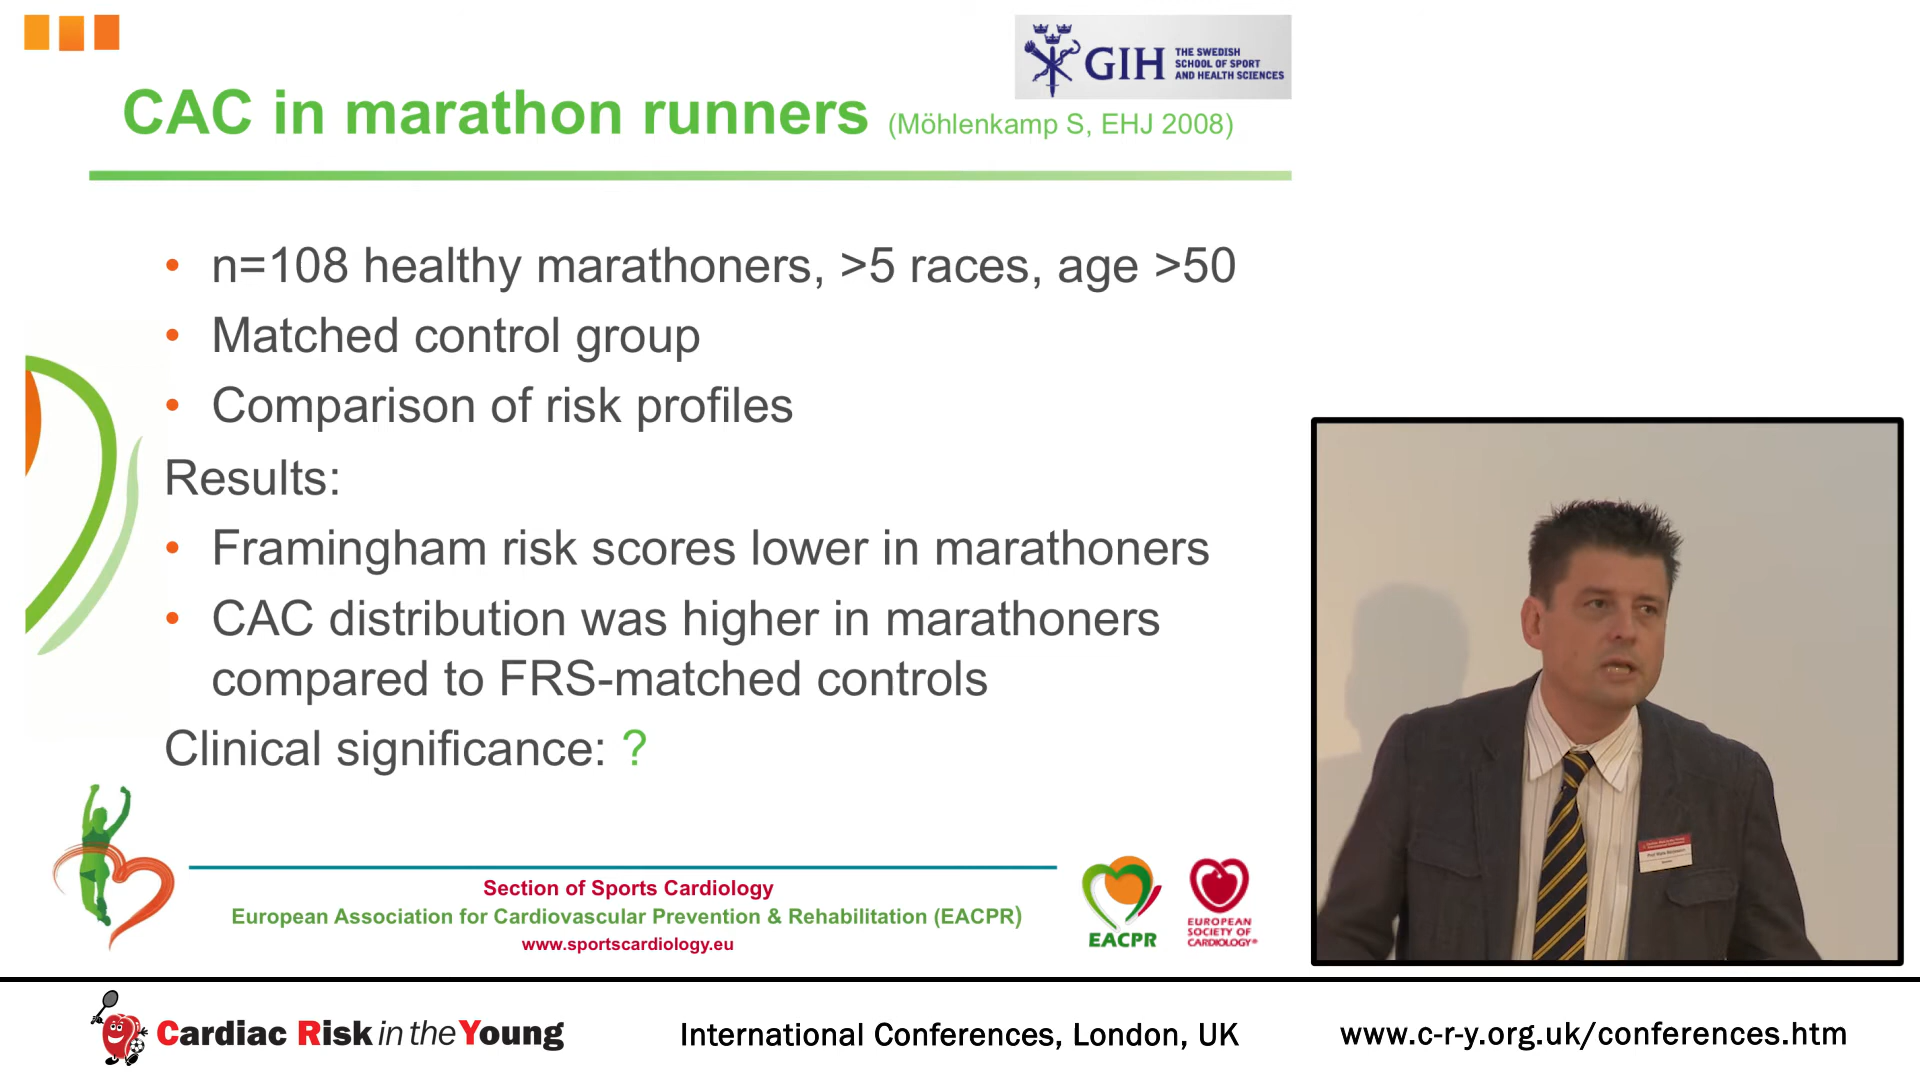 GIH THE SWEDISH
SCHOOL OF SPORT
AND HEALTH SCIENCES
CAC in marathon runners (Möhlenkamp S, EHJ 2008)
• n=108 healthy marathoners, >5 races, age >50
• Matched control group
• Comparison of risk profiles
Results:
• Framingham risk scores lower in marathoners
• CAC distribution was higher in marathoners
compared to FRS-matched controls
Clinical significance: ?
Section of Sports Cardiology
European Association for Cardiovascular Prevention & Rehabilitation (EACPR)
www.sportscardiology.eu
EACPR
EUROPEAN
SOCIETY OF
CARDIOLOGY®
Cardiac Risk in the Young
International Conferences, London, UK
www.c-r-y.org.uk/conferences.htm